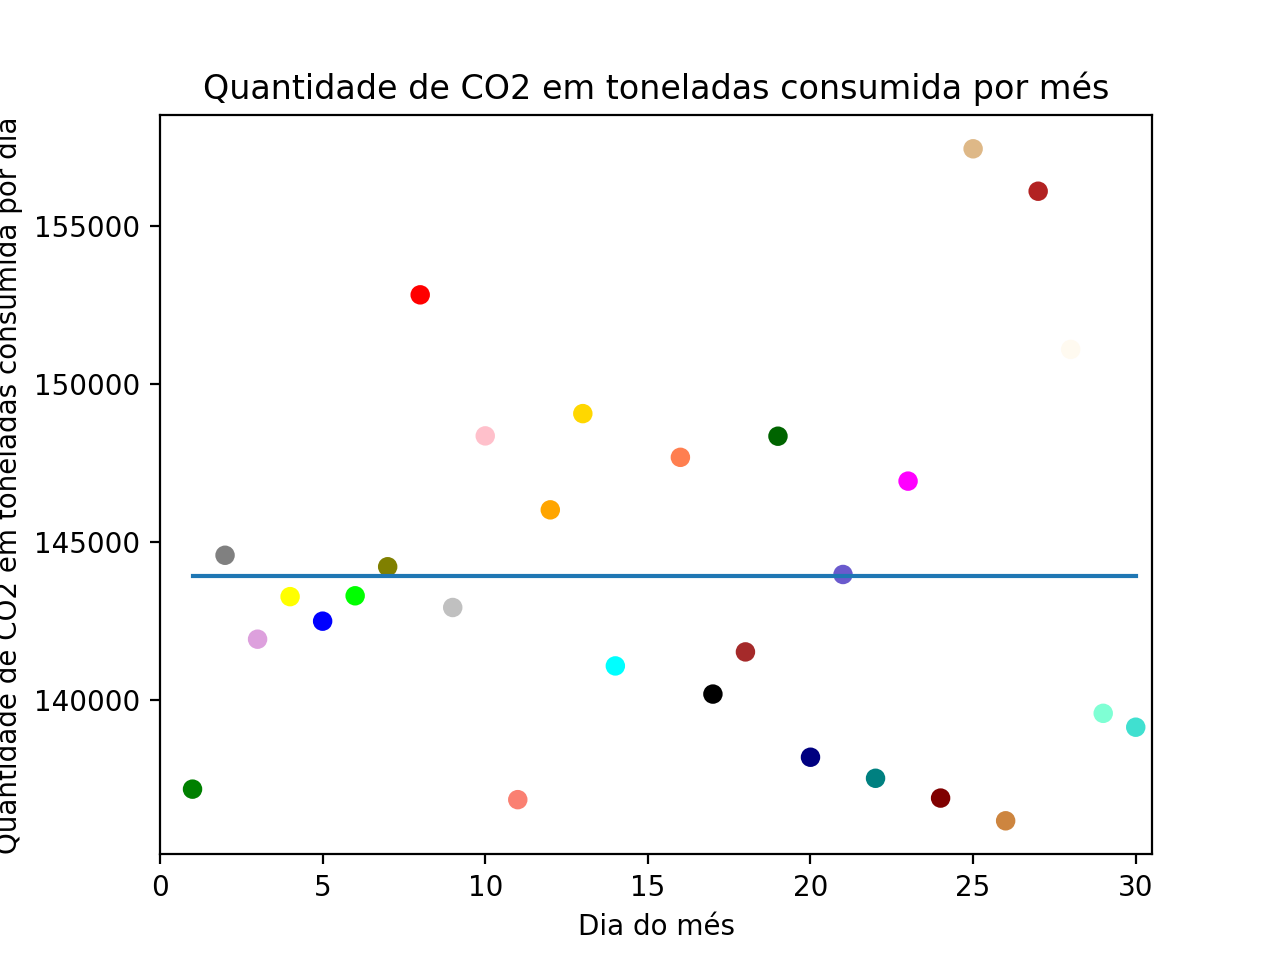 Quantidade de CO2 em toneladas consumida por més
Quantidade de CO2 em toneladas consumida por dia
155000
150000
145000
140000
0 5 10 15 20 25 30
Dia do més